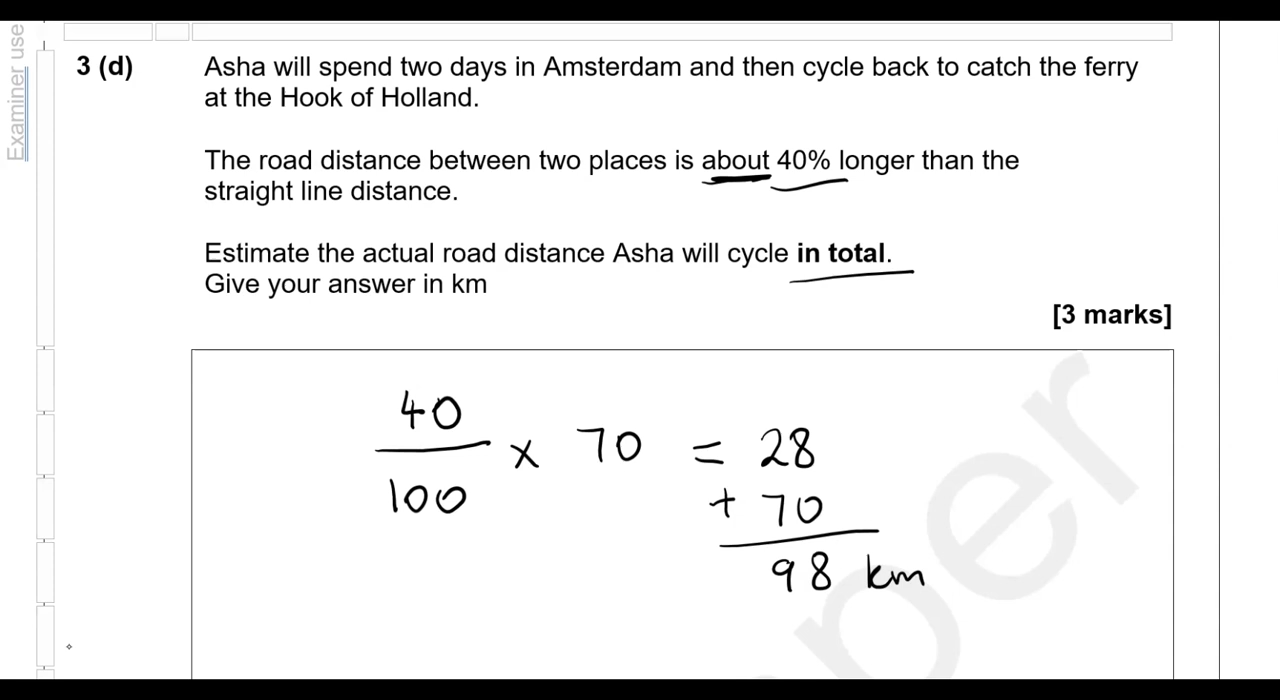 Examiner use
3 (d) Asha will spend two days in Amsterdam and then cycle back to catch the ferry
at the Hook of Holland.
The road distance between two places is about 40% longer than the
straight line distance.
Estimate the actual road distance Asha will cycle in total.
Give your answer in km
[3 marks]
40
100
x 70 = 28
+ 70
98 km
per